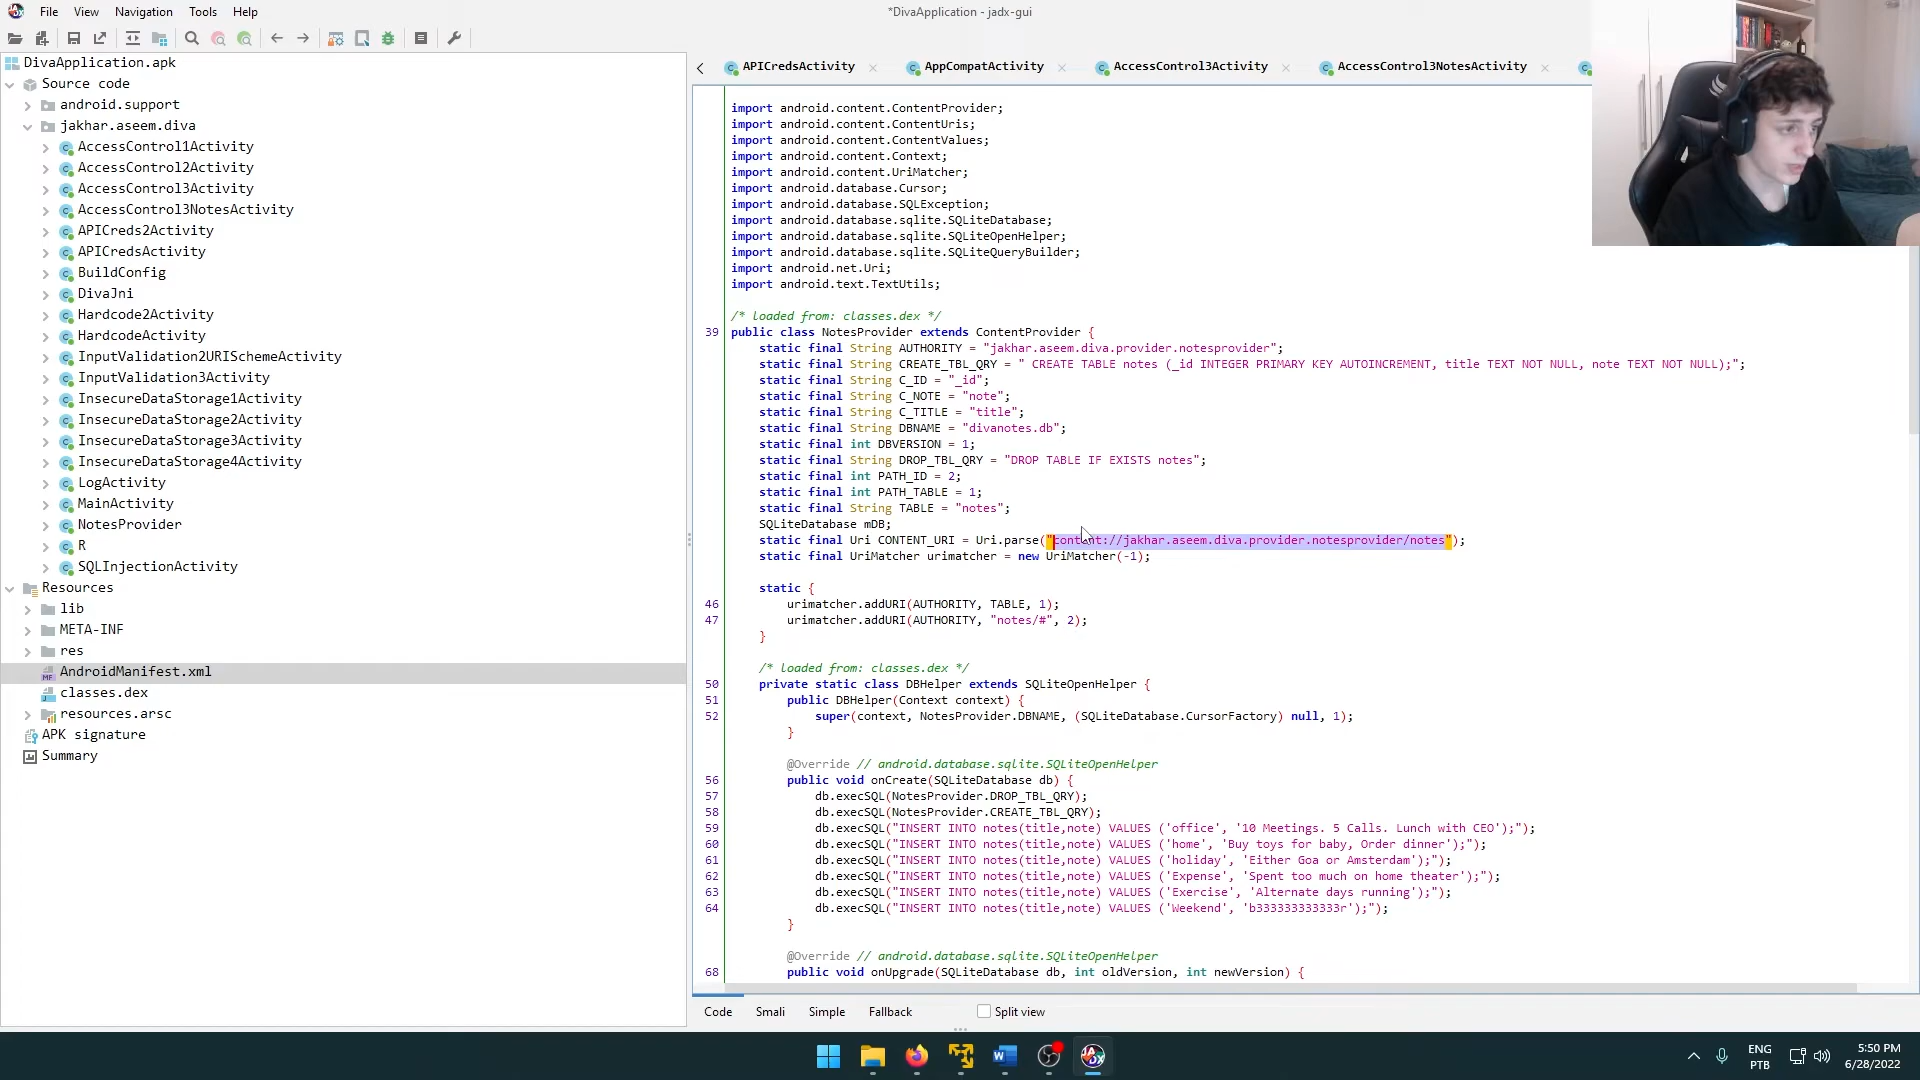 File View Navigation Tools Help
*DivaApplication - jadx-gui
DivaApplication.apk
Source code
android.support
jakhar.aseem.diva
AccessControl1Activity
AccessControl2Activity
AccessControl3Activity
AccessControl3NotesActivity
APICreds2Activity
APICredsActivity
BuildConfig
DivaJni
Hardcode2Activity
HardcodeActivity
InputValidation2URISchemeActivity
InputValidation3Activity
InsecureDataStorage1Activity
InsecureDataStorage2Activity
InsecureDataStorage3Activity
InsecureDataStorage4Activity
LogActivity
MainActivity
NotesProvider
R
SQLInjectionActivity
Resources
lib
META-INF
res
AndroidManifest.xml
classes.dex
resources.arsc
APK signature
Summary
APICredsActivity AppCompatActivity AccessControl3Activity AccessControl3NotesActivity
import android.content.ContentProvider;
import android.content.ContentUris;
import android.content.ContentValues;
import android.content.Context;
import android.content.UriMatcher;
import android.database.Cursor;
import android.database.SQLException;
import android.database.sqlite.SQLiteDatabase;
import android.database.sqlite.SQLiteOpenHelper;
import android.database.sqlite.SQLiteQueryBuilder;
import android.net.Uri;
import android.text.TextUtils;
/* loaded from: classes.dex */
39 public class NotesProvider extends ContentProvider {
static final String AUTHORITY = "jakhar.aseem.diva.provider.notesprovider";
static final String CREATE_TBL_QRY = " CREATE TABLE notes (_id INTEGER PRIMARY KEY AUTOINCREMENT, title TEXT NOT NULL, note TEXT NOT NULL);";
static final String C_ID = "_id";
static final String C_NOTE = "note";
static final String C_TITLE = "title";
static final String DBNAME = "divanotes.db";
static final int DBVERSION = 1;
static final String DROP_TBL_QRY = "DROP TABLE IF EXISTS notes";
static final int PATH_ID = 2;
static final int PATH_TABLE = 1;
static final String TABLE = "notes";
SQLiteDatabase mDB;
static final Uri CONTENT_URI = Uri.parse("content://jakhar.aseem.diva.provider.notesprovider/notes");
static final UriMatcher urimatcher = new UriMatcher(-1);
static {
46 urimatcher.addURI(AUTHORITY, TABLE, 1);
47 urimatcher.addURI(AUTHORITY, "notes/#", 2);
}
/* loaded from: classes.dex */
50 private static class DBHelper extends SQLiteOpenHelper {
51 public DBHelper(Context context) {
52 super(context, NotesProvider.DBNAME, (SQLiteDatabase.CursorFactory) null, 1);
}
@Override // android.database.sqlite.SQLiteOpenHelper
56 public void onCreate(SQLiteDatabase db) {
57 db.execSQL(NotesProvider.DROP_TBL_QRY);
58 db.execSQL(NotesProvider.CREATE_TBL_QRY);
59 db.execSQL("INSERT INTO notes(title,note) VALUES ('office', '10 Meetings. 5 Calls. Lunch with CEO');");
60 db.execSQL("INSERT INTO notes(title,note) VALUES ('home', 'Buy toys for baby, Order dinner');");
61 db.execSQL("INSERT INTO notes(title,note) VALUES ('holiday', 'Either Goa or Amsterdam');");
62 db.execSQL("INSERT INTO notes(title,note) VALUES ('Expense', 'Spent too much on home theater');");
63 db.execSQL("INSERT INTO notes(title,note) VALUES ('Exercise', 'Alternate days running');");
64 db.execSQL("INSERT INTO notes(title,note) VALUES ('Weekend', 'b333333333333r');");
}
@Override // android.database.sqlite.SQLiteOpenHelper
68 public void onUpgrade(SQLiteDatabase db, int oldVersion, int newVersion) {
Code Smali Simple Fallback Split view
ENG
PTB
5:50 PM
6/28/2022